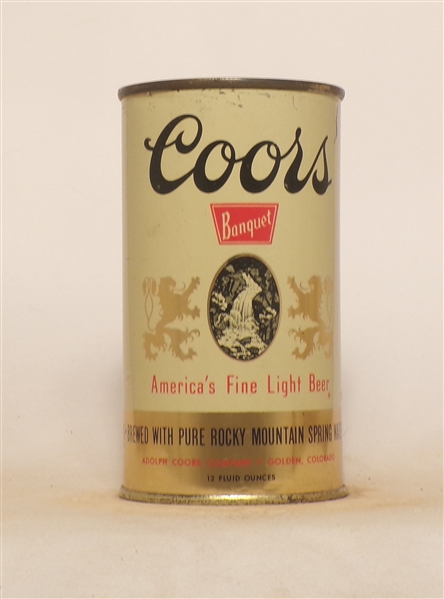 Coors
Banquet
America's Fine Light Beer
BREWED WITH PURE ROCKY MOUNTAIN SPRING
ADOLPH COORS COMPANY GOLDEN, COLORADO
12 FLUID OUNCES